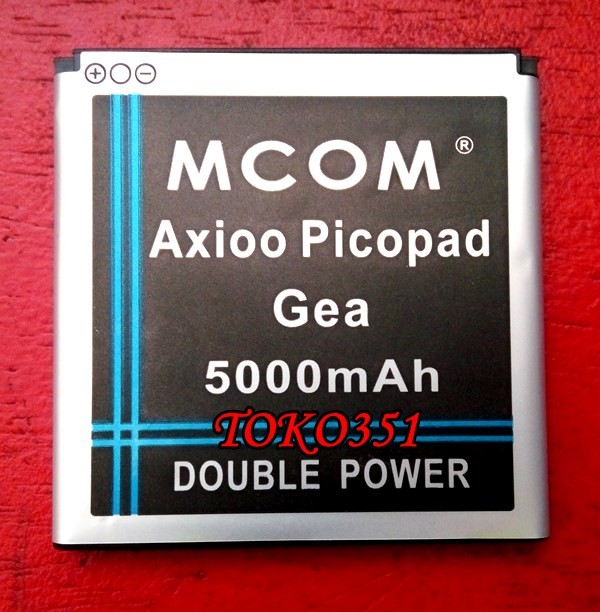 + ○ −
MCOM ®
Axioo Picopad
Gea
5000mAh
TOKO351
DOUBLE POWER